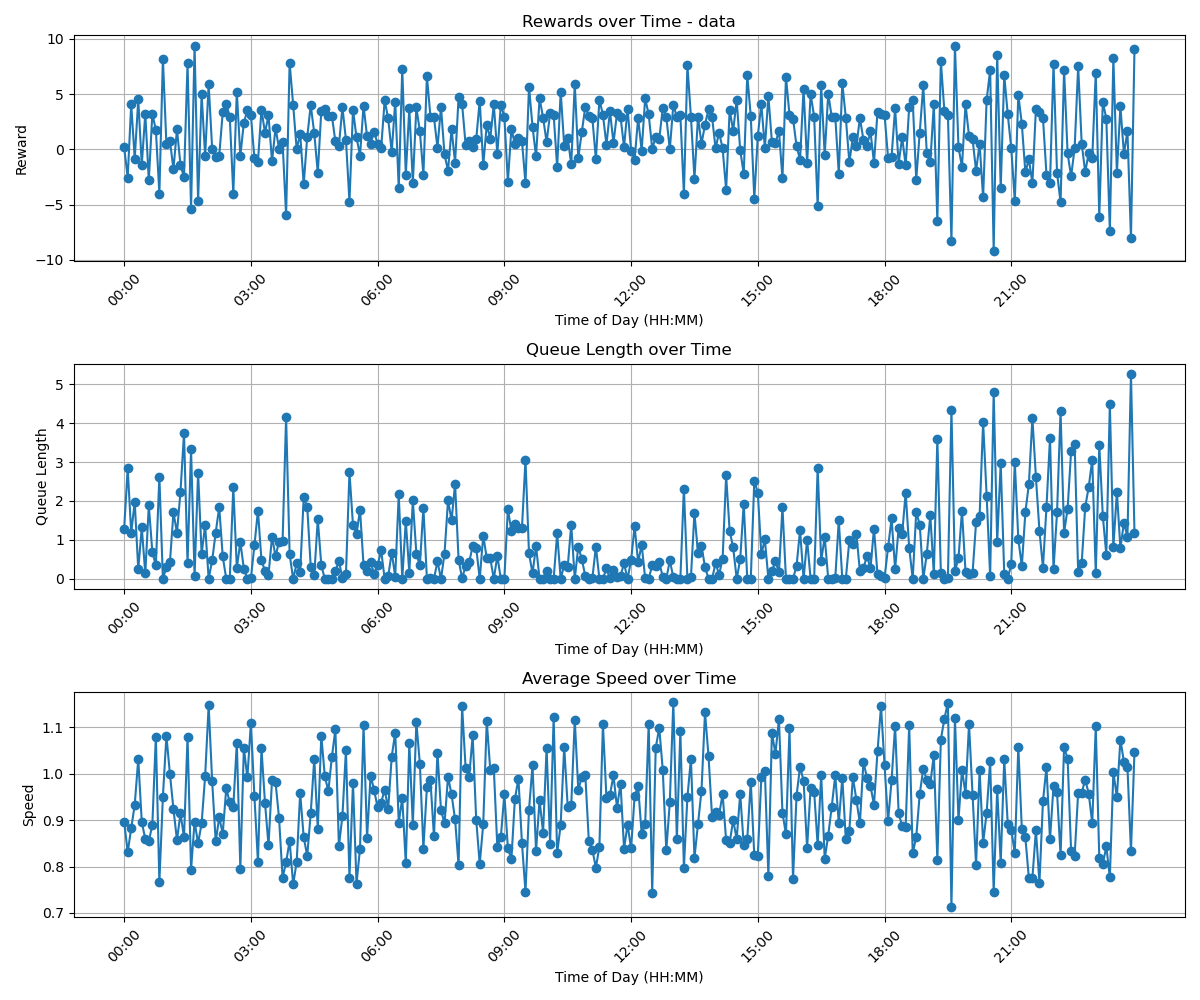 Rewards over Time - data
10
5
0
−5
−10
Reward
00:00 03:00 06:00 09:00 12:00 15:00 18:00 21:00
Time of Day (HH:MM)
Queue Length over Time
5
4
3
2
1
0
Queue Length
00:00 03:00 06:00 09:00 12:00 15:00 18:00 21:00
Time of Day (HH:MM)
Average Speed over Time
1.1
1.0
0.9
0.8
0.7
Speed
00:00 03:00 06:00 09:00 12:00 15:00 18:00 21:00
Time of Day (HH:MM)